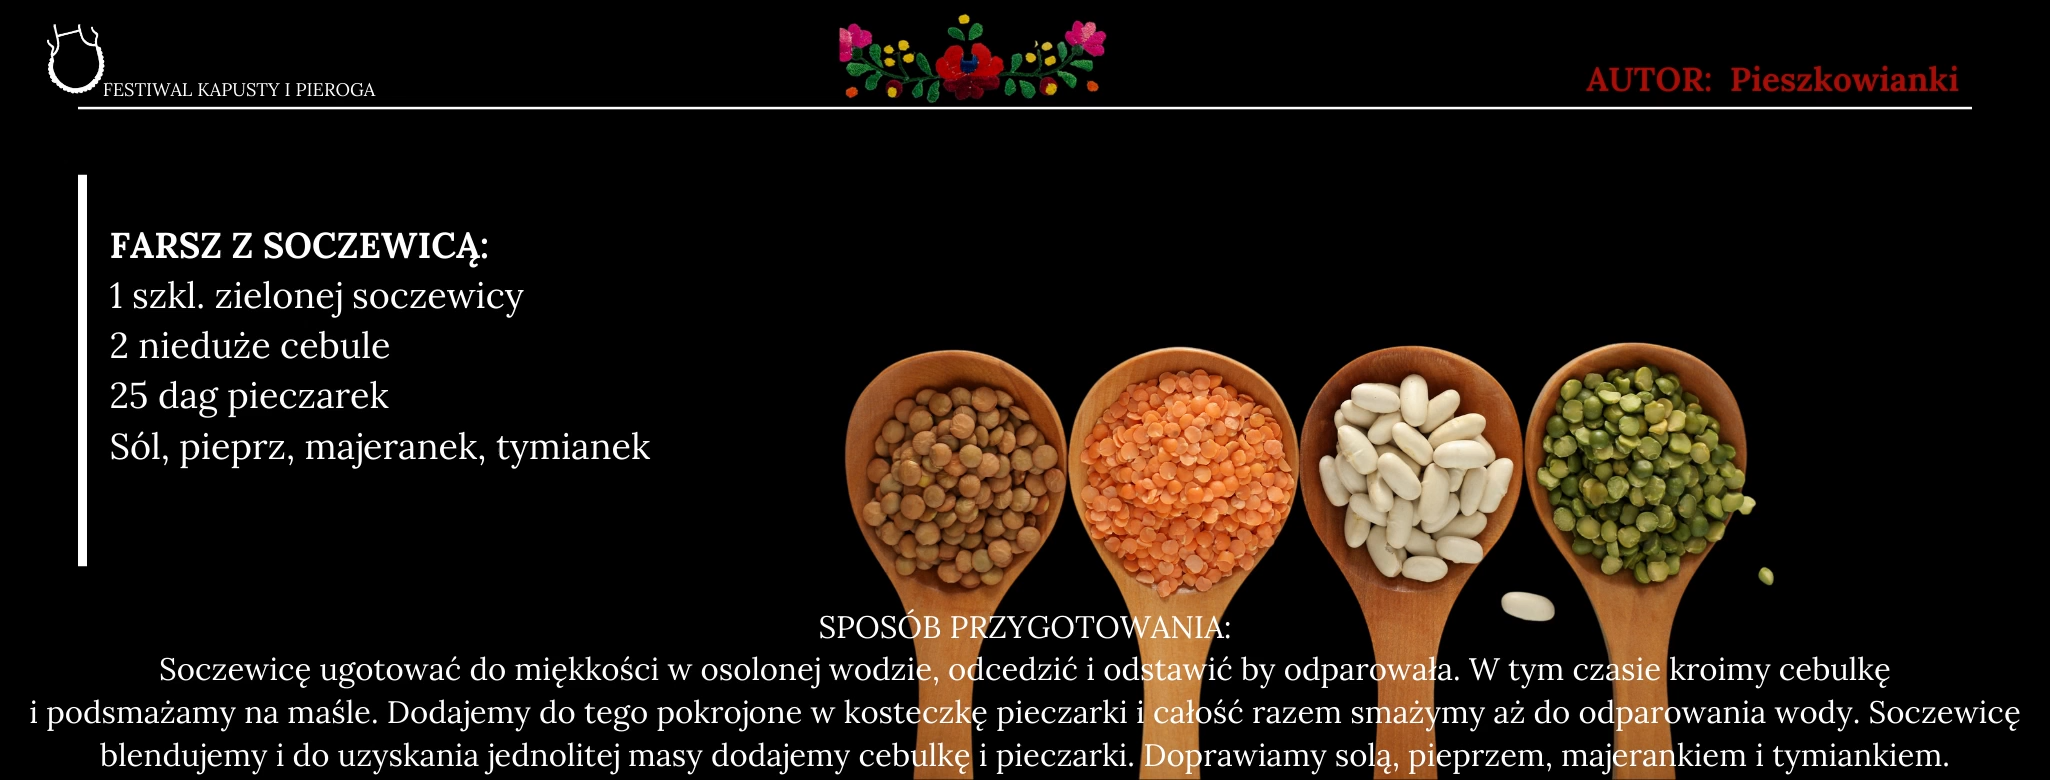 FESTIWAL KAPUSTY I PIEROGA
AUTOR: Pieszkowianki
FARSZ Z SOCZEWICĄ:
1 szkl. zielonej soczewicy
2 nieduże cebule
25 dag pieczarek
Sól, pieprz, majeranek, tymianek
SPOSÓB PRZYGOTOWANIA:
Soczewicę ugotować do miękkości w osolonej wodzie, odcedzić i odstawić by odparowała. W tym czasie kroimy cebulkę
i podsmażamy na maśle. Dodajemy do tego pokrojone w kosteczkę pieczarki i całość razem smażymy aż do odparowania wody. Soczewicę
blendujemy i do uzyskania jednolitej masy dodajemy cebulkę i pieczarki. Doprawiamy solą, pieprzem, majerankiem i tymiankiem.